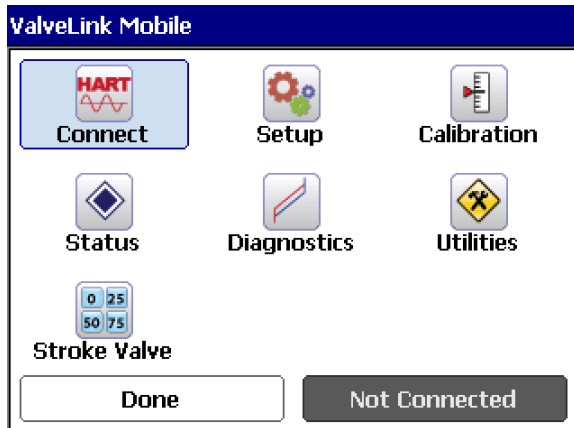 ValveLink Mobile
HART
Connect
Setup
Calibration
Status
Diagnostics
Utilities
0 25
50 75
Stroke Valve
Done
Not Connected